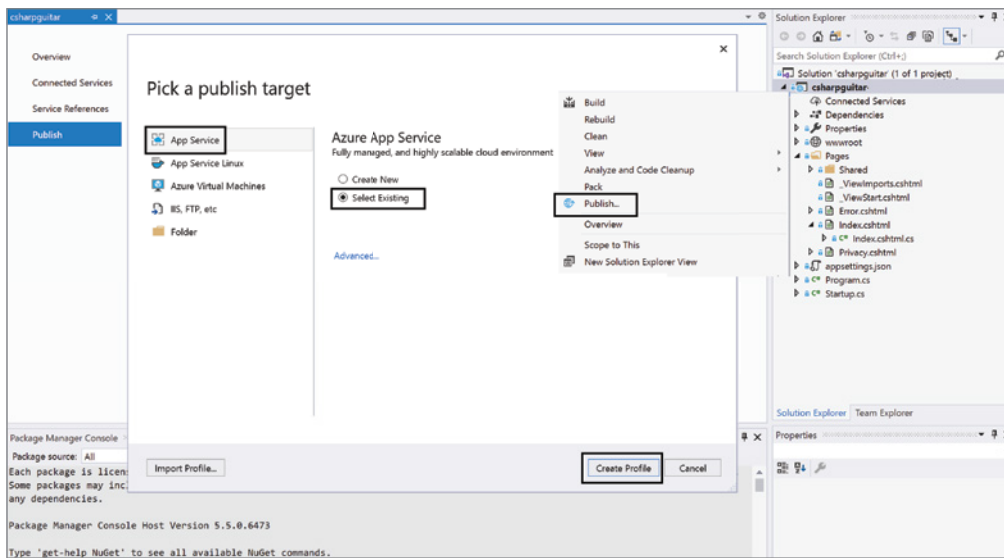 csharpguitar
Overview
Connected Services
Service References
Publish
Pick a publish target
App Service
App Service Linux
Azure Virtual Machines
IIS, FTP, etc
Folder
Azure App Service
Fully managed, and highly scalable cloud environment
Create New
Select Existing
Advanced...
Import Profile...
Create Profile
Cancel
Build
Rebuild
Clean
View
Analyze and Code Cleanup
Pack
Publish...
Overview
Scope to This
New Solution Explorer View
Solution Explorer
Search Solution Explorer (Ctrl+;)
Solution 'csharpguitar' (1 of 1 project)
csharpguitar
Connected Services
Dependencies
Properties
wwwroot
Pages
Shared
_ViewImports.cshtml
_ViewStart.cshtml
Error.cshtml
Index.cshtml
C# Index.cshtml.cs
Privacy.cshtml
appsettings.json
C# Program.cs
C# Startup.cs
Solution Explorer Team Explorer
Properties
Package Manager Console
Package source: All
Each package is licen
Some packages may inc
any dependencies.
Package Manager Console Host Version 5.5.0.6473
Type 'get-help NuGet' to see all available NuGet commands.